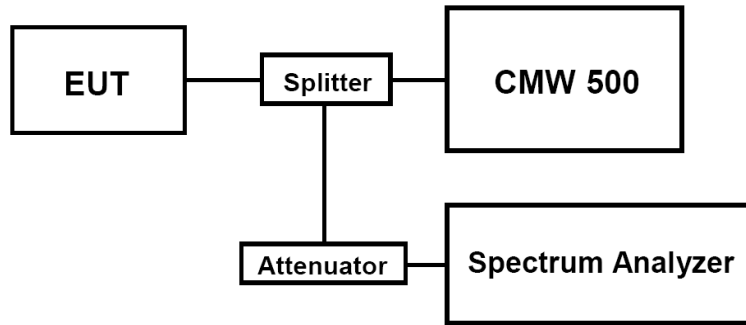 EUT
Splitter
CMW 500
Attenuator
Spectrum Analyzer